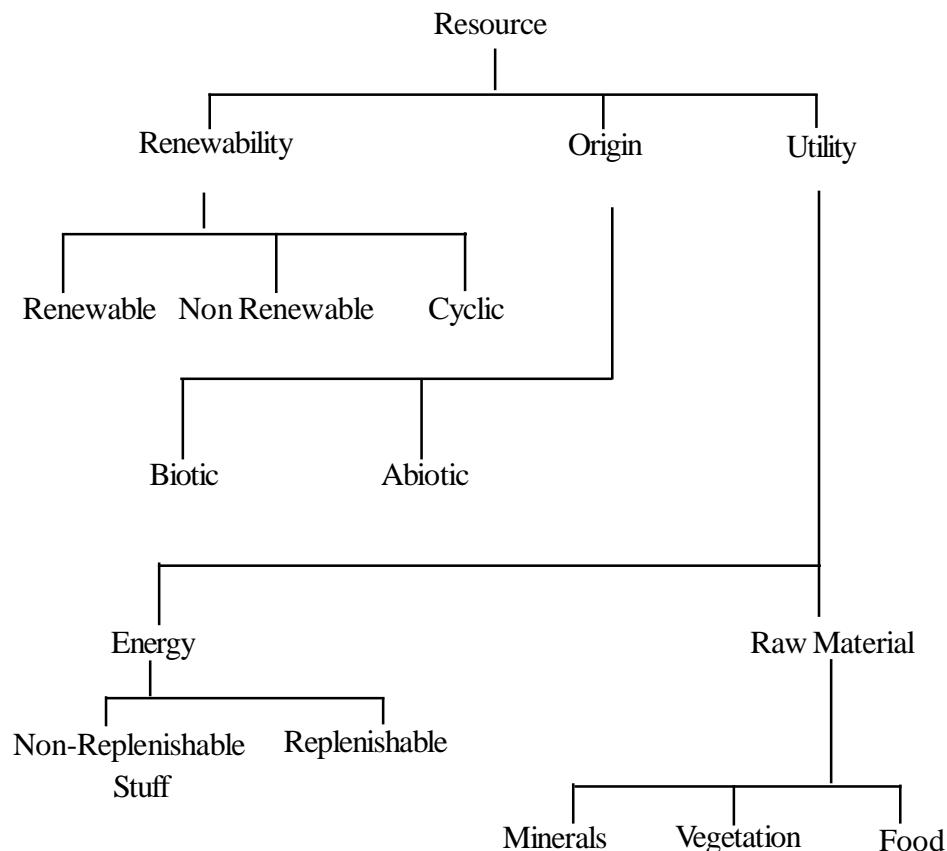 Resource
Renewability Origin Utility
Renewable Non Renewable Cyclic
Biotic Abiotic
Energy Raw Material
Non-Replenishable Replenishable
Stuff
Minerals Vegetation Food